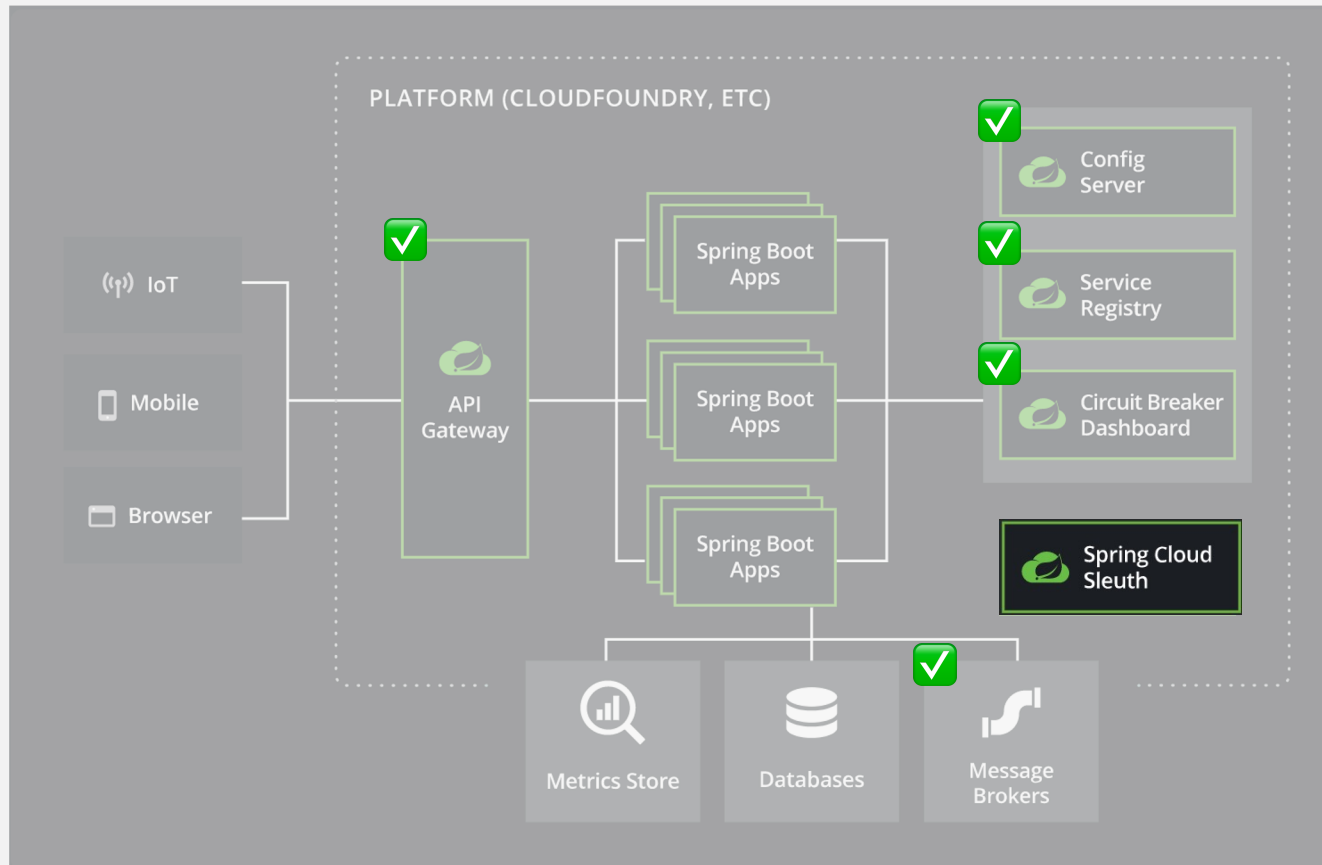 PLATFORM (CLOUDFOUNDRY, ETC)
IoT
Mobile
Browser
API
Gateway
Spring Boot
Apps
Spring Boot
Apps
Spring Boot
Apps
Config
Server
Service
Registry
Circuit Breaker
Dashboard
Spring Cloud
Sleuth
Metrics Store
Databases
Message
Brokers